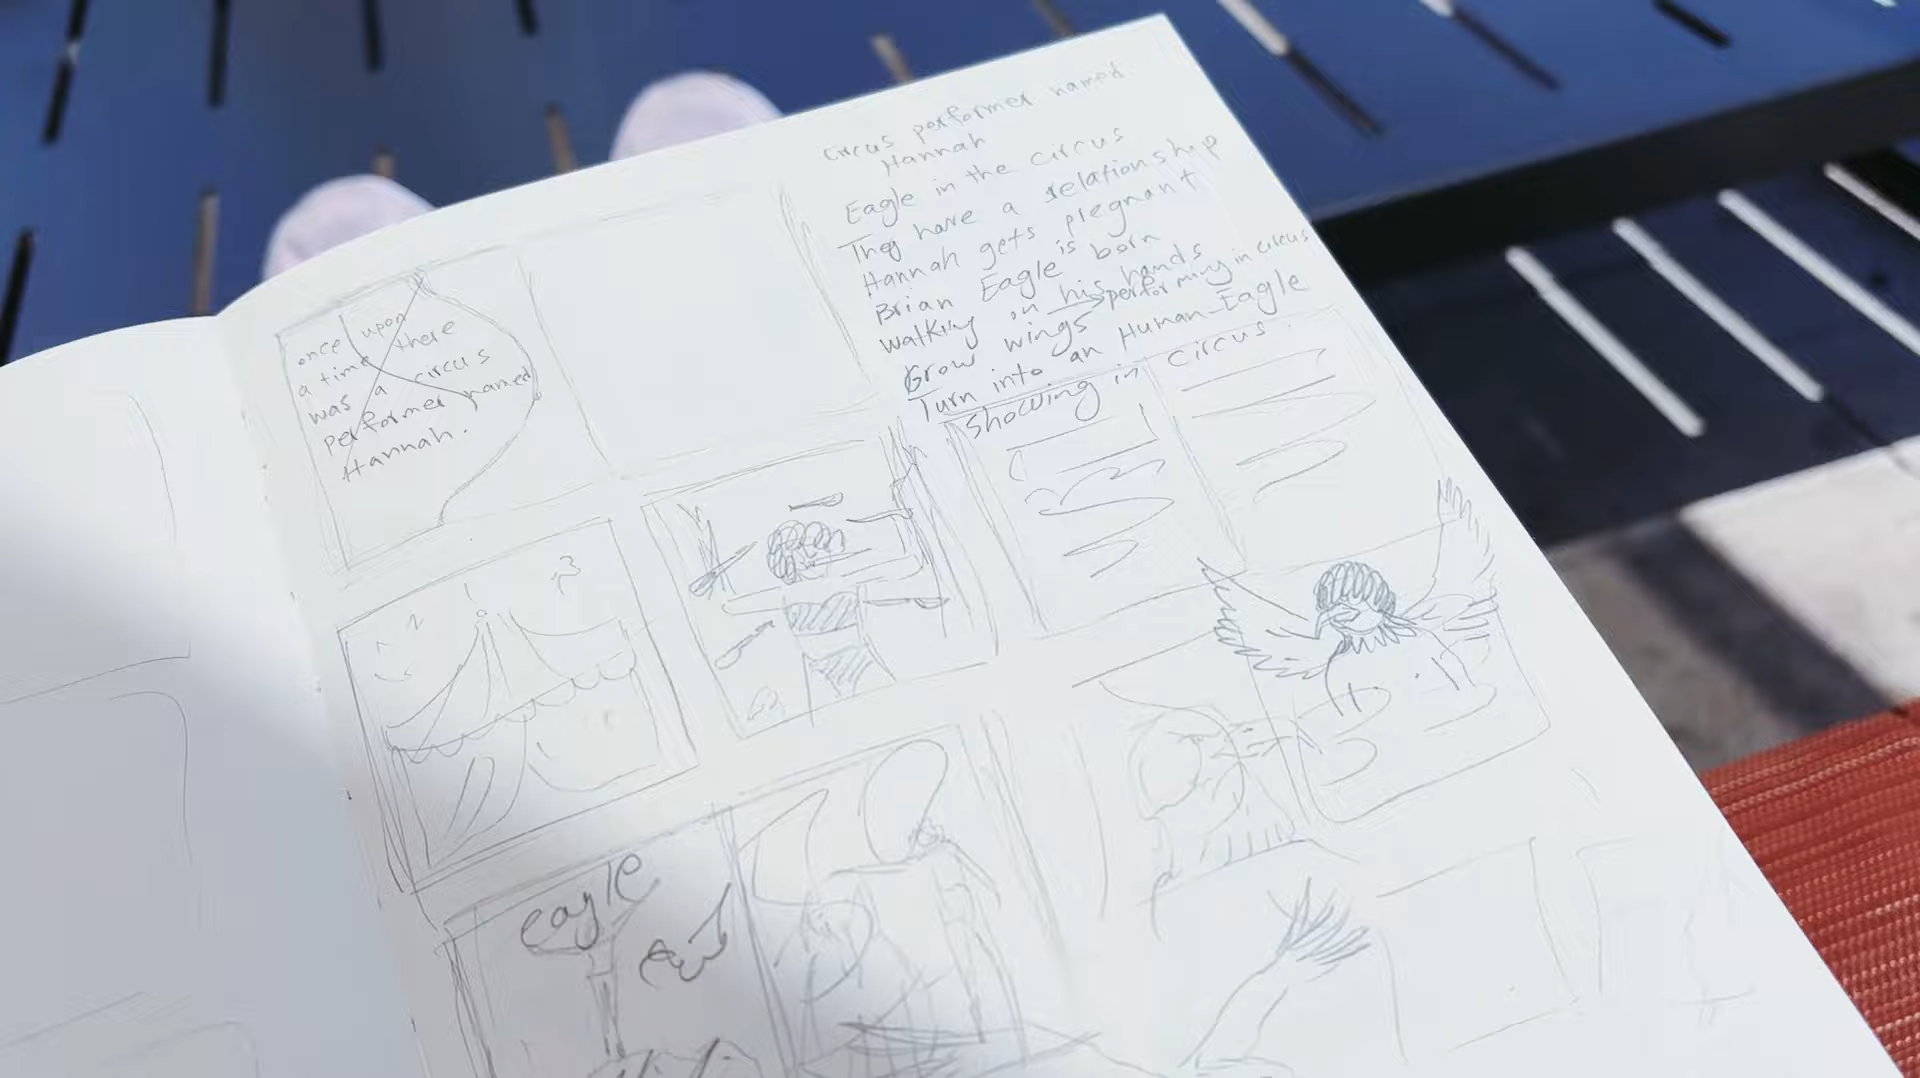 Circus performer named
Hannah
Eagle in the circus
They have a relationship
Hannah gets pregnant
Brian Eagle is born
walking on his hands
performing in circus
Grow wings
Turn into an Human-Eagle
showing in circus.
once upon
a time there
was a circus
performer named
Hannah.
eagle